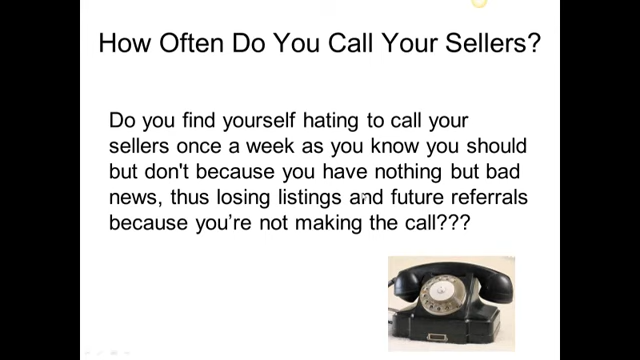 How Often Do You Call Your Sellers?
Do you find yourself hating to call your
sellers once a week as you know you should
but don't because you have nothing but bad
news, thus losing listings and future referrals
because you’re not making the call???